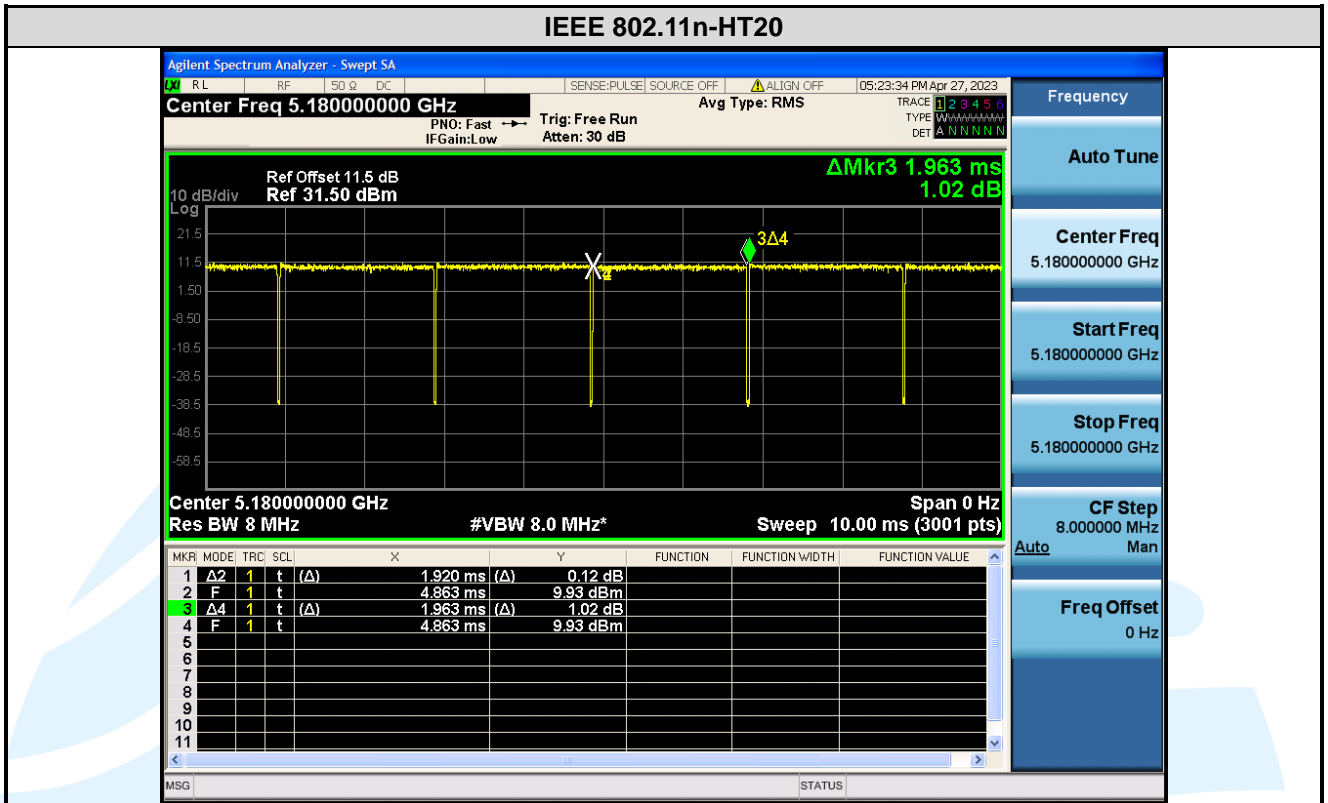 IEEE 802.11n-HT20
Agilent Spectrum Analyzer - Swept SA
LXI RL RF 50 Ω DC SENSE:PULSE SOURCE OFF ALIGN OFF 05:23:34 PM Apr 27, 2023
Center Freq 5.180000000 GHz Avg Type: RMS TRACE 1 2 3 4 5 6
PNO: Fast Trig: Free Run TYPE WWWWWW
IFGain:Low Atten: 30 dB DET A N N N N N
ΔMkr3 1.963 ms
Ref Offset 11.5 dB
10 dB/div Ref 31.50 dBm 1.02 dB
Log
21.5
3Δ4
11.5
1.50
-8.50
-18.5
-28.5
-38.5
-48.5
-58.5
Center 5.180000000 GHz Span 0 Hz
Res BW 8 MHz #VBW 8.0 MHz* Sweep 10.00 ms (3001 pts)
MKR MODE TRC SCL X Y FUNCTION FUNCTION WIDTH FUNCTION VALUE
1 Δ2 1 t (Δ) 1.920 ms (Δ) 0.12 dB
2 F 1 t 4.863 ms 9.93 dBm
3 Δ4 1 t (Δ) 1.963 ms (Δ) 1.02 dB
4 F 1 t 4.863 ms 9.93 dBm
5
6
7
8
9
10
11
MSG STATUS
Frequency
Auto Tune
Center Freq
5.180000000 GHz
Start Freq
5.180000000 GHz
Stop Freq
5.180000000 GHz
CF Step
8.000000 MHz
Auto Man
Freq Offset
0 Hz